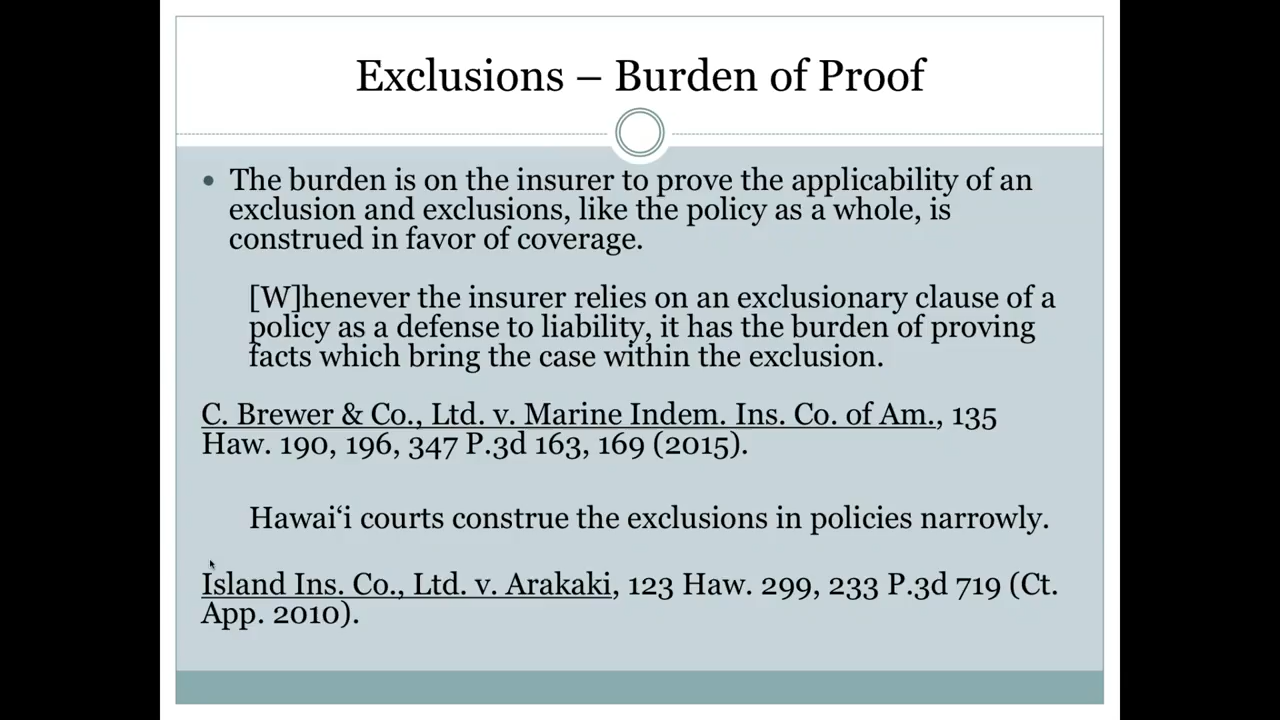 Exclusions – Burden of Proof
• The burden is on the insurer to prove the applicability of an
exclusion and exclusions, like the policy as a whole, is
construed in favor of coverage.
[W]henever the insurer relies on an exclusionary clause of a
policy as a defense to liability, it has the burden of proving
facts which bring the case within the exclusion.
C. Brewer & Co., Ltd. v. Marine Indem. Ins. Co. of Am., 135
Haw. 190, 196, 347 P.3d 163, 169 (2015).
Hawai‘i courts construe the exclusions in policies narrowly.
Island Ins. Co., Ltd. v. Arakaki, 123 Haw. 299, 233 P.3d 719 (Ct.
App. 2010).